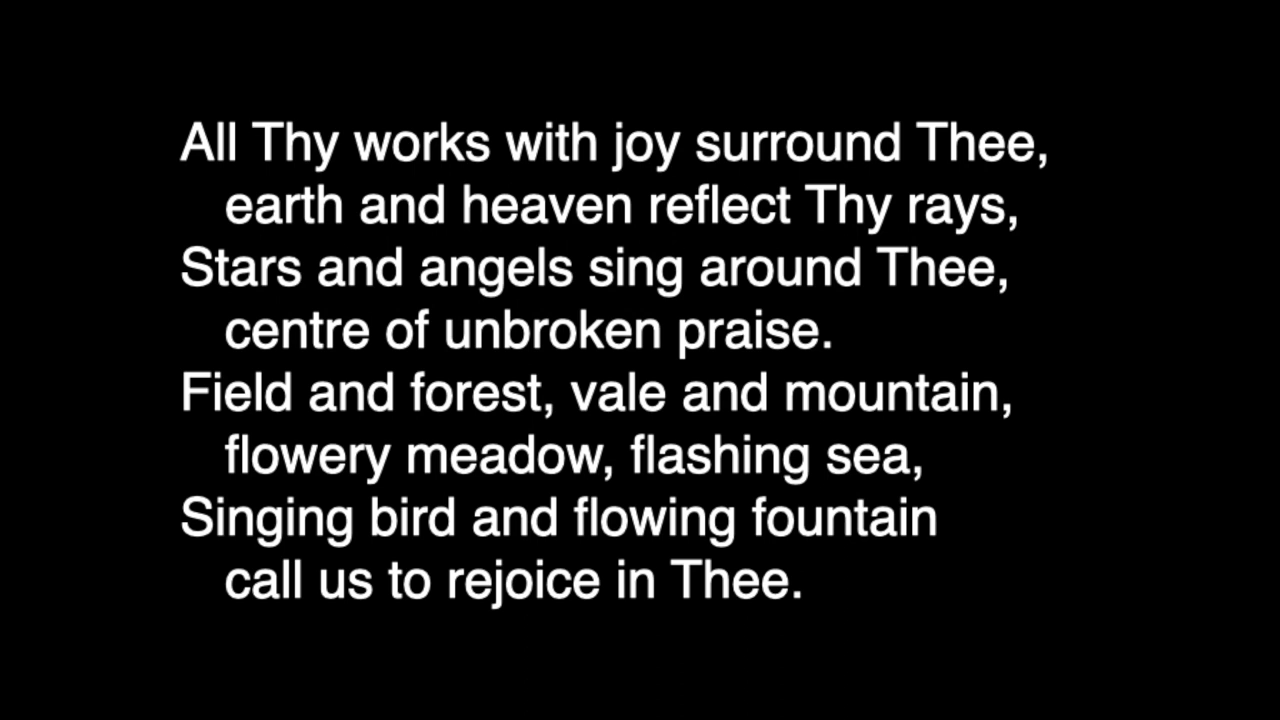 All Thy works with joy surround Thee,
earth and heaven reflect Thy rays,
Stars and angels sing around Thee,
centre of unbroken praise.
Field and forest, vale and mountain,
flowery meadow, flashing sea,
Singing bird and flowing fountain
call us to rejoice in Thee.